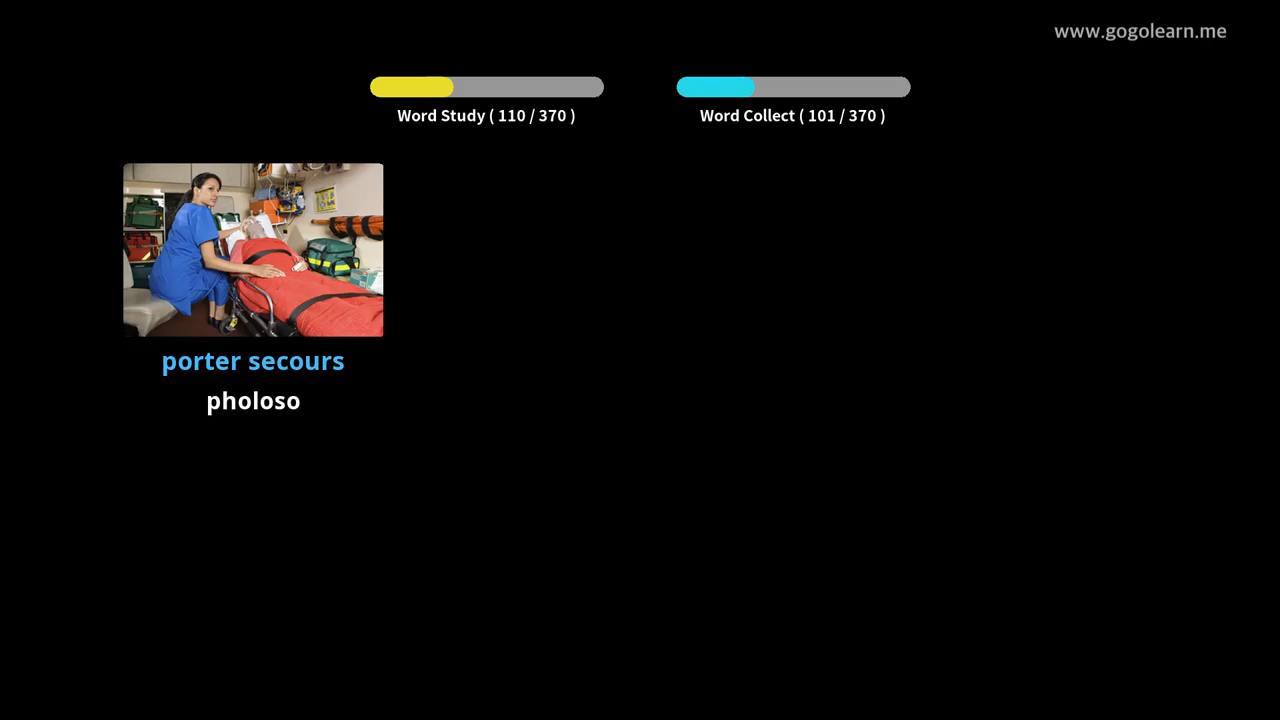 www.gogolearn.me
Word Study ( 110 / 370 )
Word Collect ( 101 / 370 )
porter secours
pholoso